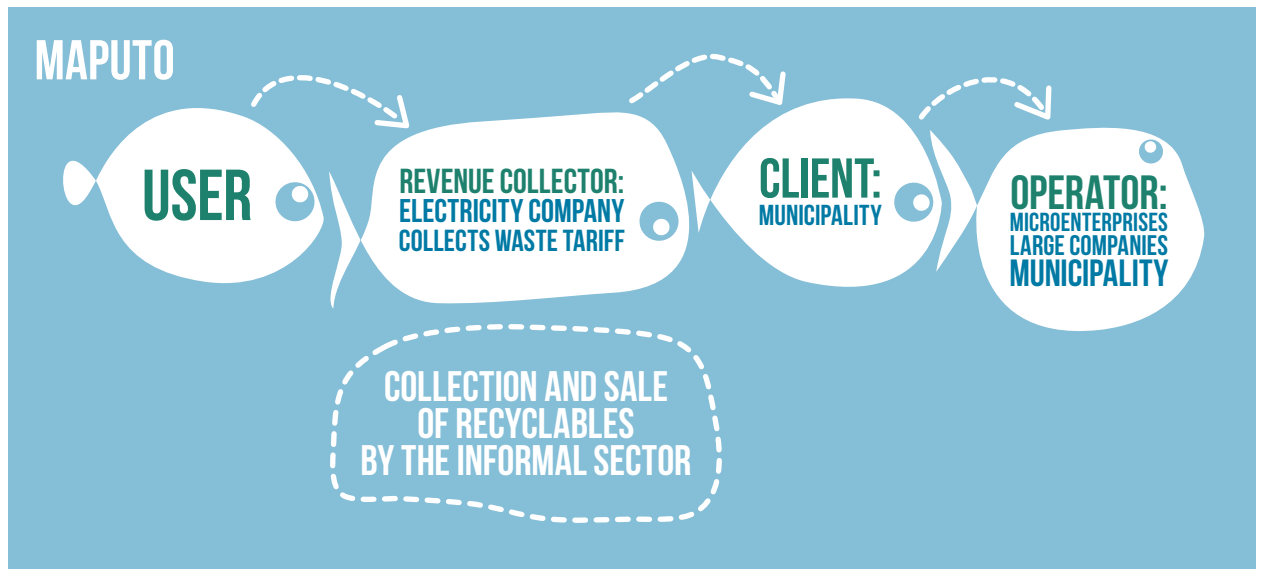 MAPUTO
USER
REVENUE COLLECTOR:
ELECTRICITY COMPANY
COLLECTS WASTE TARIFF
CLIENT:
MUNICIPALITY
OPERATOR:
MICROENTERPRISES
LARGE COMPANIES
MUNICIPALITY
COLLECTION AND SALE
OF RECYCLABLES
BY THE INFORMAL SECTOR